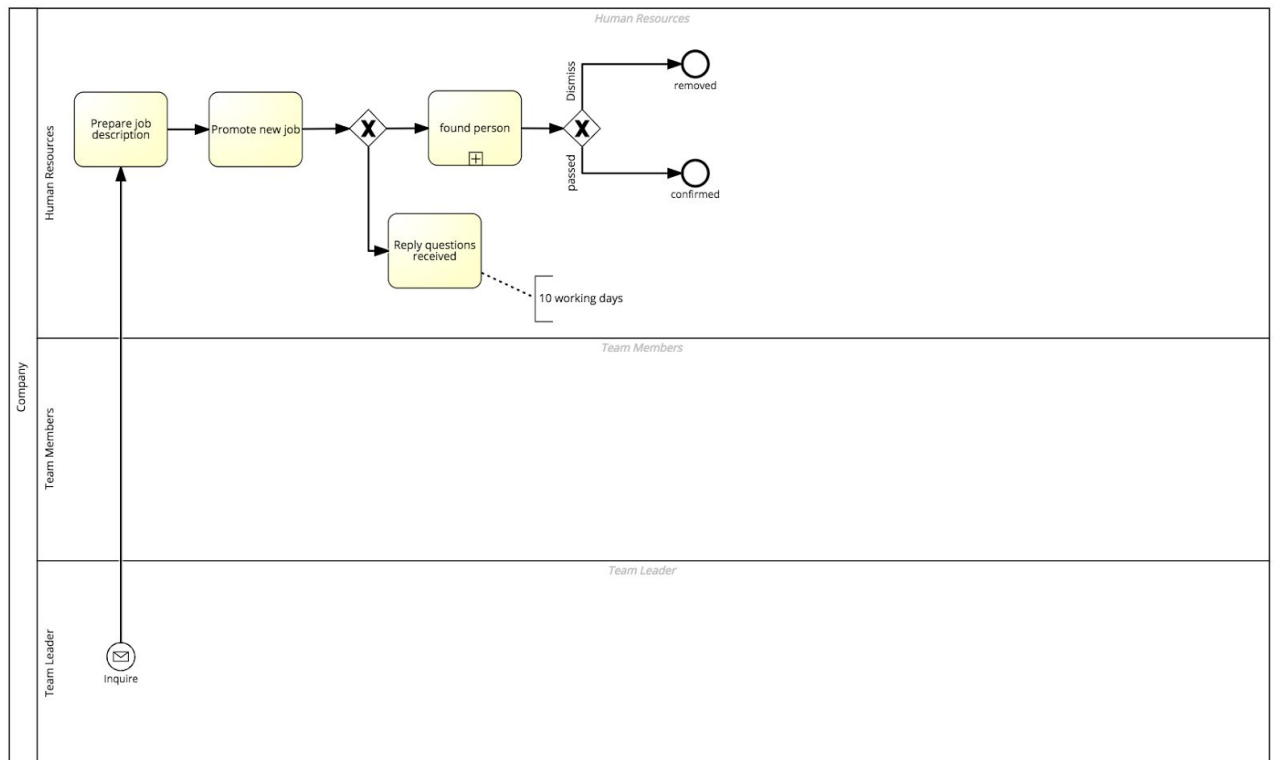 Human Resources
Company
Human Resources
Prepare job
description
Promote new job
X
found person
+
X
Dismiss
passed
removed
confirmed
Reply questions
received
10 working days
Team Members
Team Members
Team Leader
Team Leader
Inquire